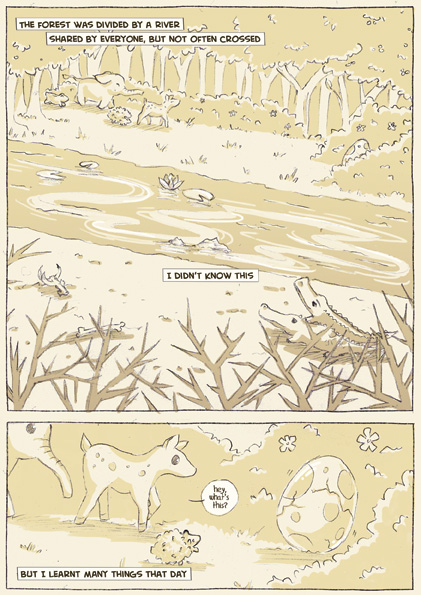 THE FOREST WAS DIVIDED BY A RIVER
SHARED BY EVERYONE, BUT NOT OFTEN CROSSED
I DIDN'T KNOW THIS
hey,
what's
this?
BUT I LEARNT MANY THINGS THAT DAY